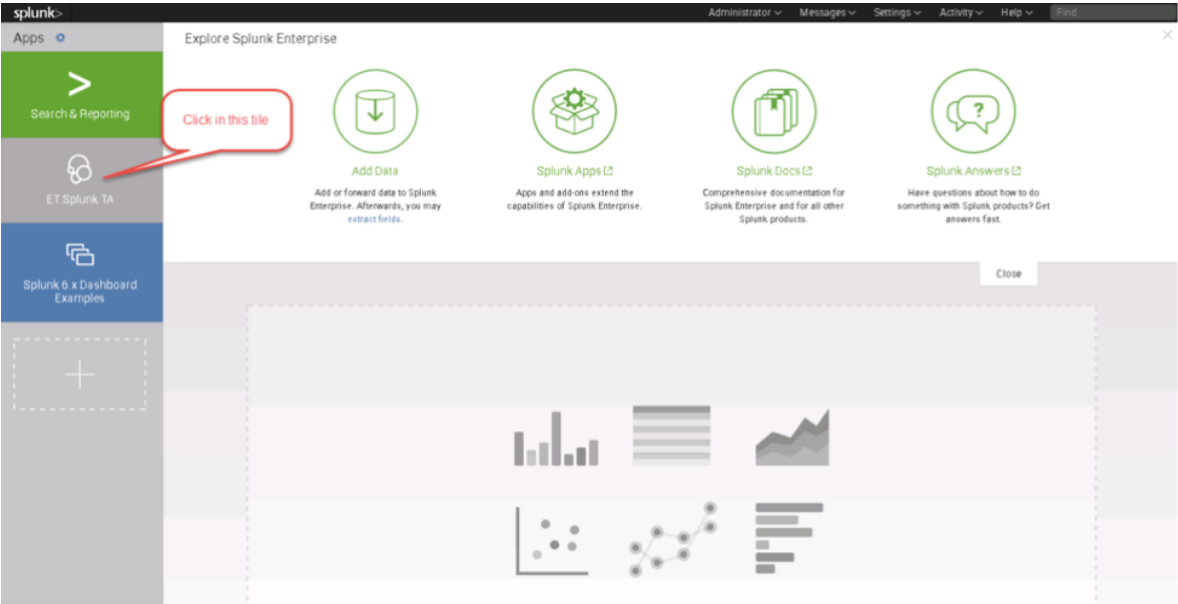 splunk>
Administrator
Messages
Settings
Activity
Help
Find
Apps
Explore Splunk Enterprise
Search & Reporting
Click in this tile
ET Splunk TA
Splunk 6.x Dashboard
Examples
Add Data
Add or forward data to Splunk
Enterprise. Afterwards, you may
extract fields.
Splunk Apps
Apps and add-ons extend the
capabilities of Splunk Enterprise.
Splunk Docs
Comprehensive documentation for
Splunk Enterprise and for all other
Splunk products.
Splunk Answers
Have questions about how to do
something with Splunk products? Get
answers fast.
Close